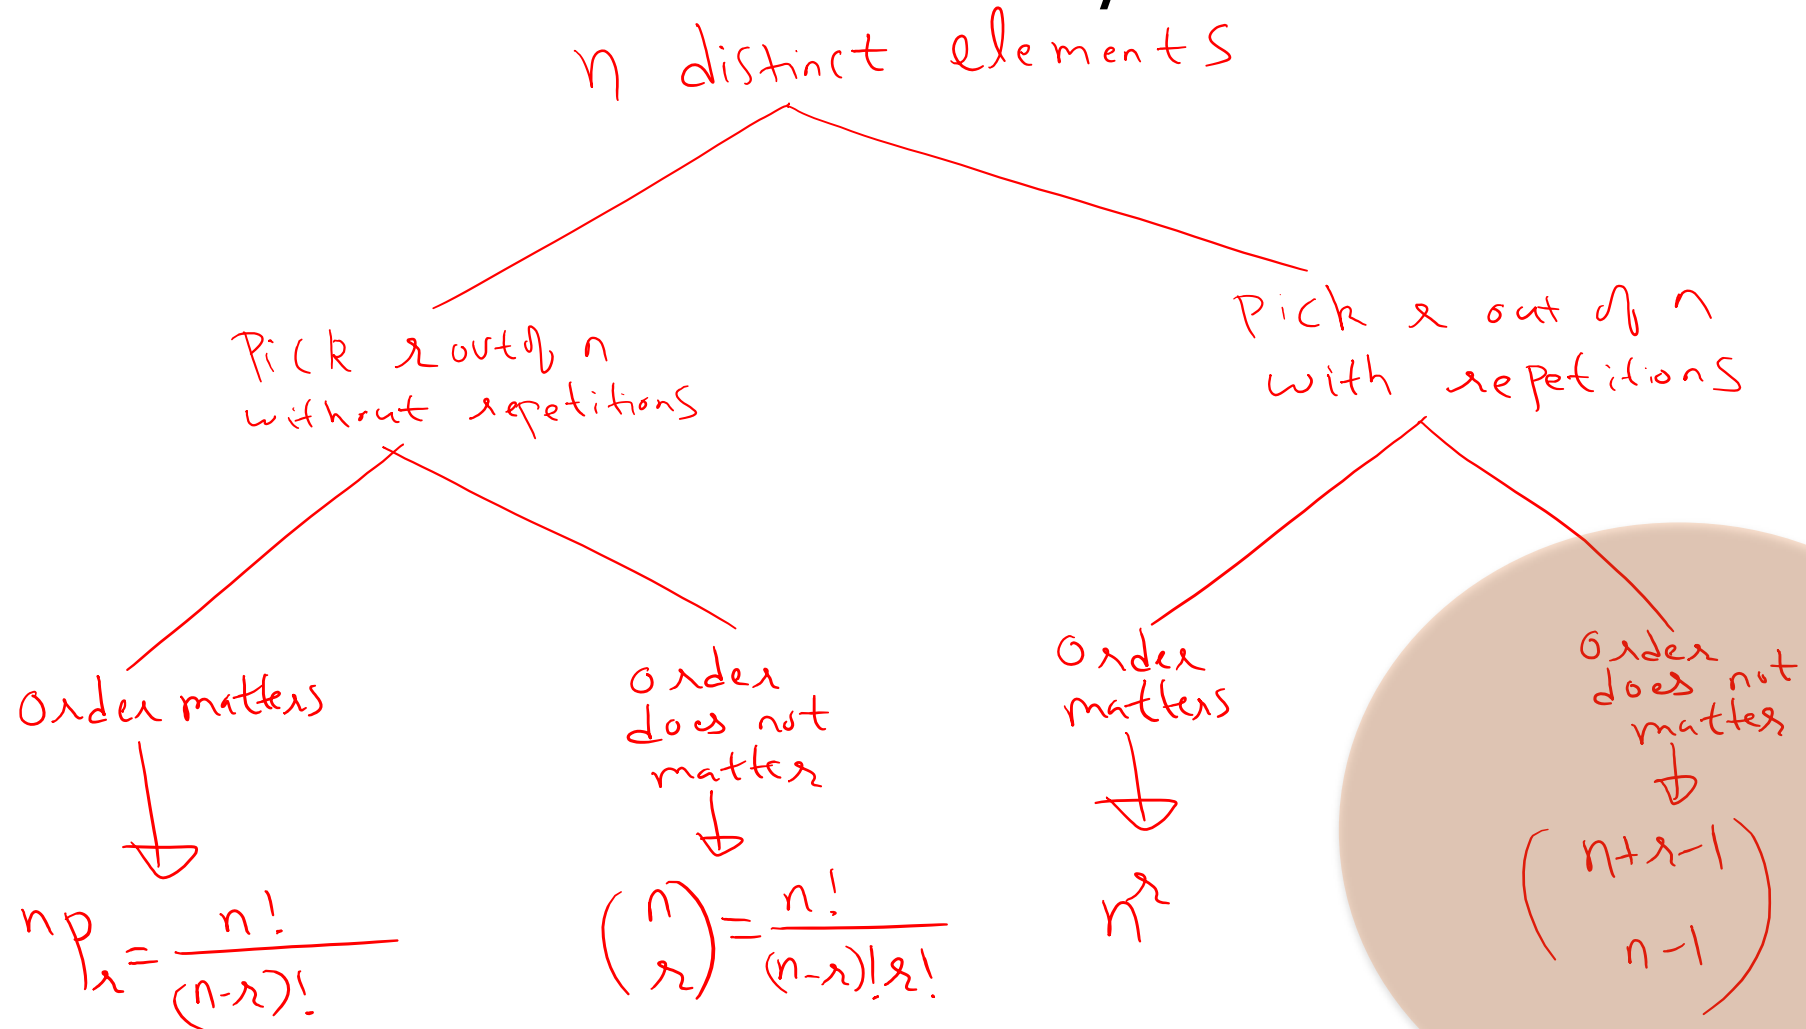 n distinct elements
Pick r out of n
without repetitions
Pick r out of n
with repetitions
Order matters
Order
does not
matter
Order
matters
Order
does not
matter
ⁿPᵣ = n! / (n-r)!
(n r) = n! / (n-r)! r!
nʳ
(n+r-1 n-1)